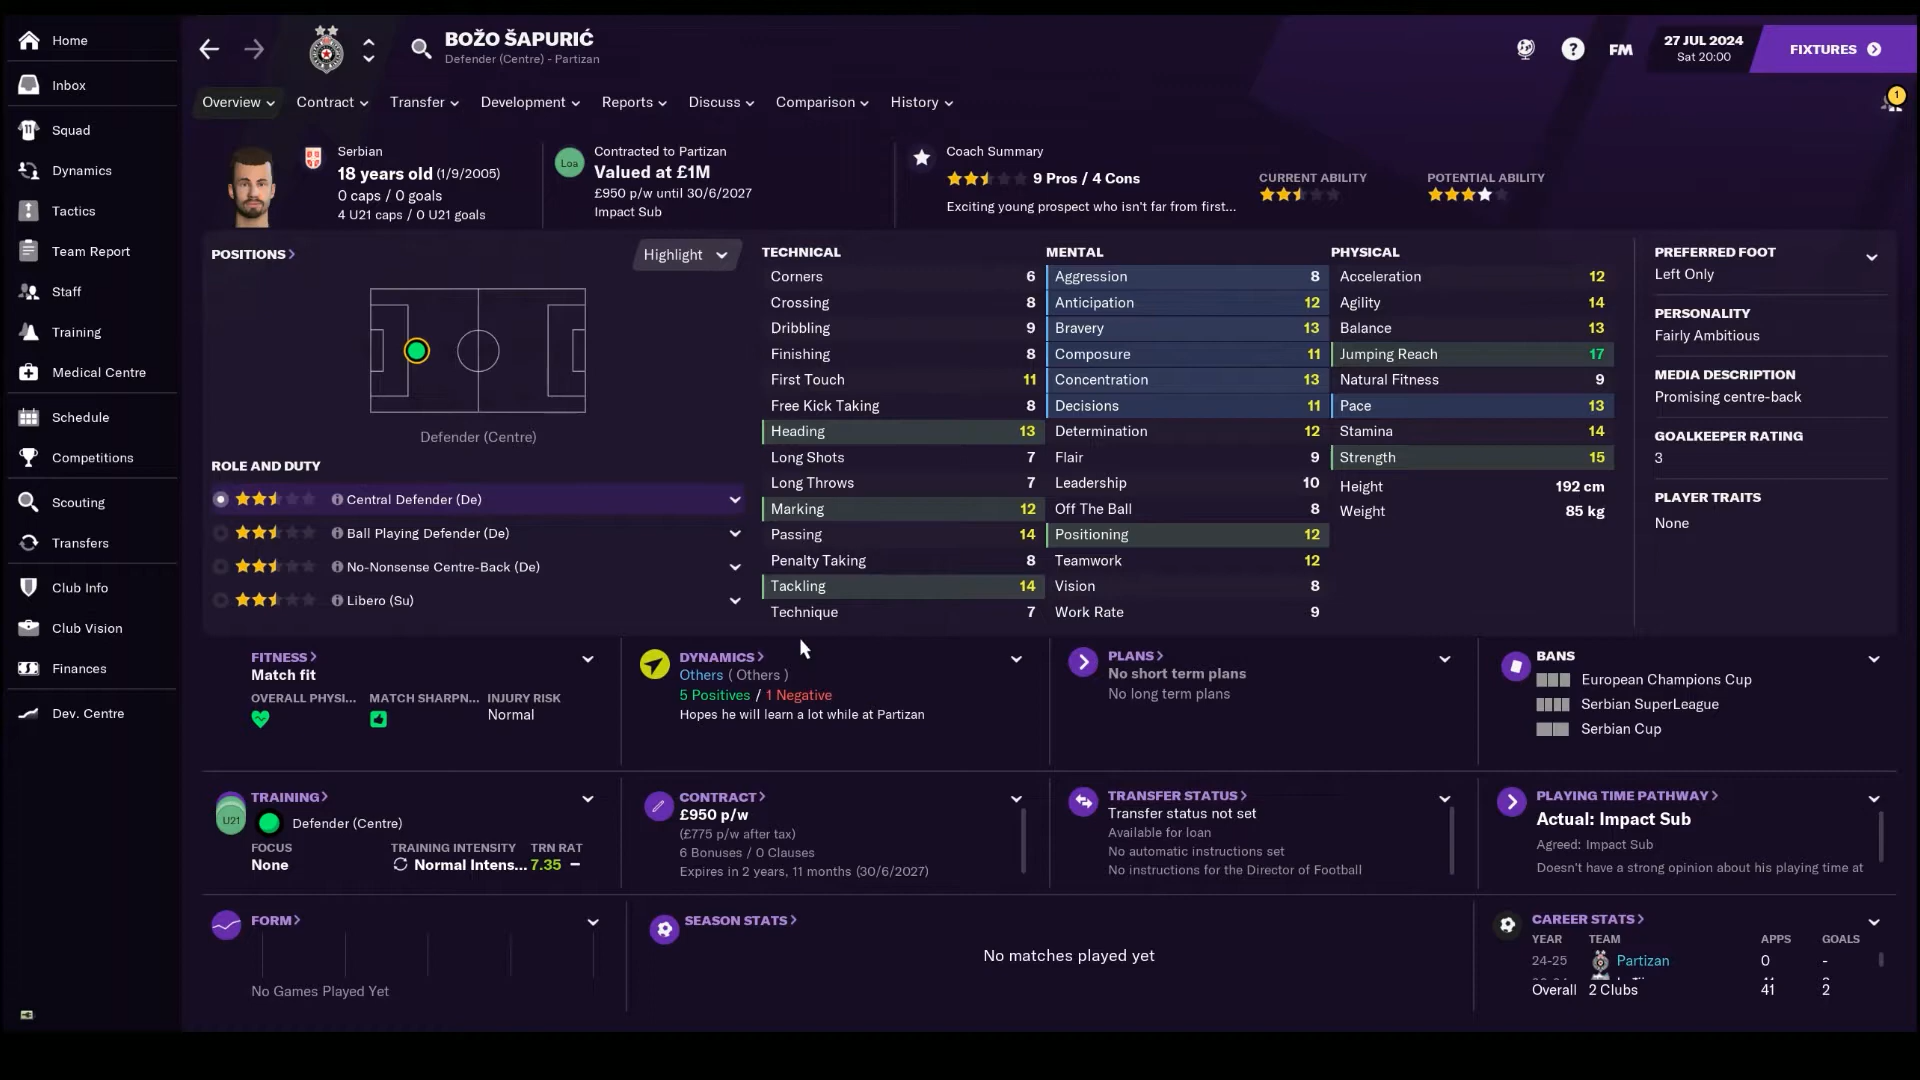 Home
Inbox
Squad
Dynamics
Tactics
Team Report
Staff
Training
Medical Centre
Schedule
Competitions
Scouting
Transfers
Club Info
Club Vision
Finances
Dev. Centre
BOŽO ŠAPURIĆ
Defender (Centre) - Partizan
FM
27 JUL 2024
Sat 20:00
FIXTURES
Overview Contract Transfer Development Reports Discuss Comparison History
1
Serbian
18 years old (1/9/2005)
0 caps / 0 goals
4 U21 caps / 0 U21 goals
Loa
Contracted to Partizan
Valued at £1M
£950 p/w until 30/6/2027
Impact Sub
Coach Summary
9 Pros / 4 Cons
Exciting young prospect who isn't far from first...
CURRENT ABILITY
POTENTIAL ABILITY
POSITIONS
Highlight
Defender (Centre)
ROLE AND DUTY
Central Defender (De)
Ball Playing Defender (De)
No-Nonsense Centre-Back (De)
Libero (Su)
TECHNICAL
Corners 6
Crossing 8
Dribbling 9
Finishing 8
First Touch 11
Free Kick Taking 8
Heading 13
Long Shots 7
Long Throws 7
Marking 12
Passing 14
Penalty Taking 8
Tackling 14
Technique 7
MENTAL
Aggression 8
Anticipation 12
Bravery 13
Composure 11
Concentration 13
Decisions 11
Determination 12
Flair 9
Leadership 10
Off The Ball 8
Positioning 12
Teamwork 12
Vision 8
Work Rate 9
PHYSICAL
Acceleration 12
Agility 14
Balance 13
Jumping Reach 17
Natural Fitness 9
Pace 13
Stamina 14
Strength 15
Height 192 cm
Weight 85 kg
PREFERRED FOOT
Left Only
PERSONALITY
Fairly Ambitious
MEDIA DESCRIPTION
Promising centre-back
GOALKEEPER RATING
3
PLAYER TRAITS
None
FITNESS
Match fit
OVERALL PHYSI... MATCH SHARPN... INJURY RISK
Normal
DYNAMICS
Others ( Others )
5 Positives / 1 Negative
Hopes he will learn a lot while at Partizan
PLANS
No short term plans
No long term plans
BANS
European Champions Cup
Serbian SuperLeague
Serbian Cup
TRAINING
U21
Defender (Centre)
FOCUS TRAINING INTENSITY TRN RAT
None Normal Intens... 7.35 –
CONTRACT
£950 p/w
(£775 p/w after tax)
6 Bonuses / 0 Clauses
Expires in 2 years, 11 months (30/6/2027)
TRANSFER STATUS
Transfer status not set
Available for loan
No automatic instructions set
No instructions for the Director of Football
PLAYING TIME PATHWAY
Actual: Impact Sub
Agreed: Impact Sub
Doesn't have a strong opinion about his playing time at
FORM
No Games Played Yet
SEASON STATS
No matches played yet
CAREER STATS
YEAR TEAM APPS GOALS
24-25 Partizan 0 -
Overall 2 Clubs 41 2